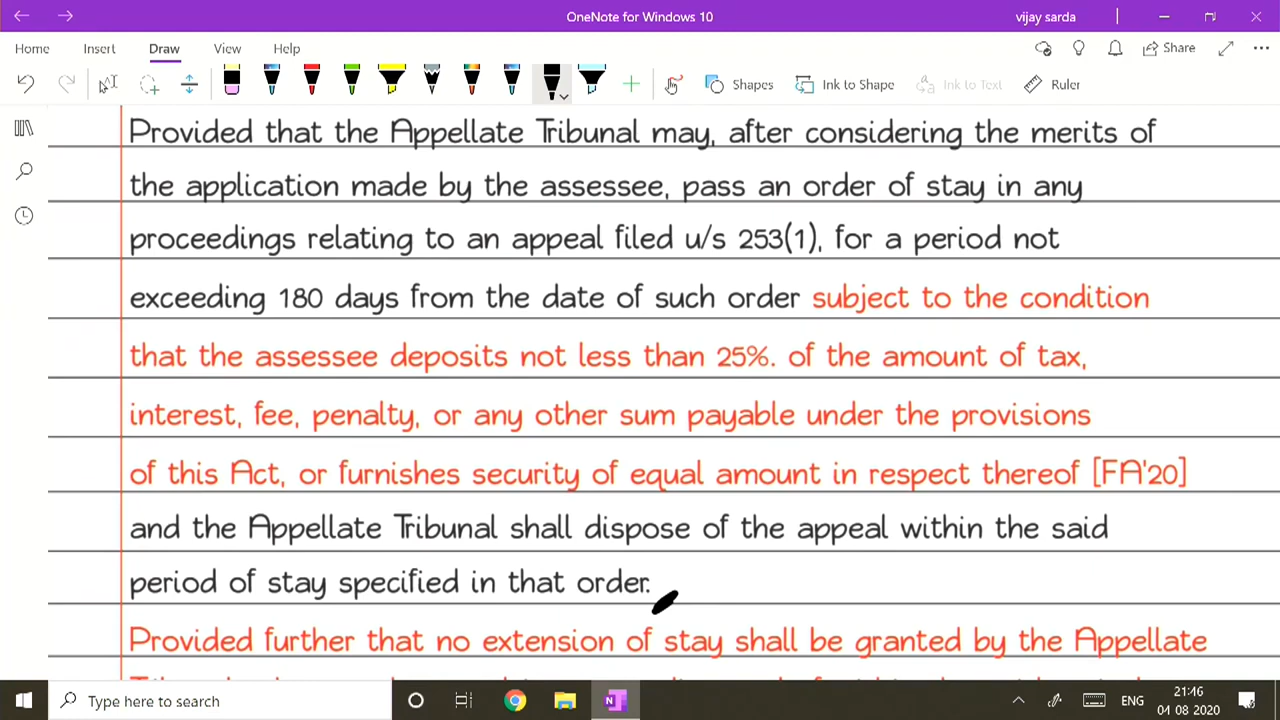 OneNote for Windows 10
vijay sarda
Home Insert Draw View Help
Share
Shapes Ink to Shape Ink to Text Ruler
Provided that the Appellate Tribunal may, after considering the merits of
the application made by the assessee, pass an order of stay in any
proceedings relating to an appeal filed u/s 253(1), for a period not
exceeding 180 days from the date of such order subject to the condition
that the assessee deposits not less than 25%. of the amount of tax,
interest, fee, penalty, or any other sum payable under the provisions
of this Act, or furnishes security of equal amount in respect thereof [FA'20]
and the Appellate Tribunal shall dispose of the appeal within the said
period of stay specified in that order.
Provided further that no extension of stay shall be granted by the Appellate
Type here to search
ENG
21:46
04-08-2020